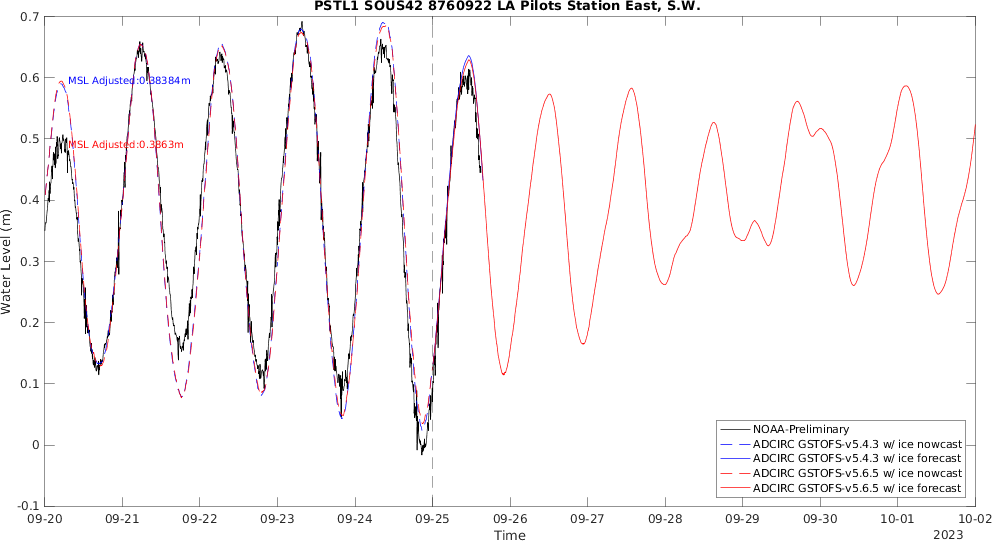 PSTL1 SOUS42 8760922 LA Pilots Station East, S.W.
0.7
0.6
0.5
0.4
0.3
0.2
0.1
0
-0.1
Water Level (m)
MSL Adjusted:0.38384m
MSL Adjusted:0.3863m
NOAA-Preliminary
ADCIRC GSTOFS-v5.4.3 w/ ice nowcast
ADCIRC GSTOFS-v5.4.3 w/ ice forecast
ADCIRC GSTOFS-v5.6.5 w/ ice nowcast
ADCIRC GSTOFS-v5.6.5 w/ ice forecast
09-20 09-21 09-22 09-23 09-24 09-25 09-26 09-27 09-28 09-29 09-30 10-01 10-02
Time
2023